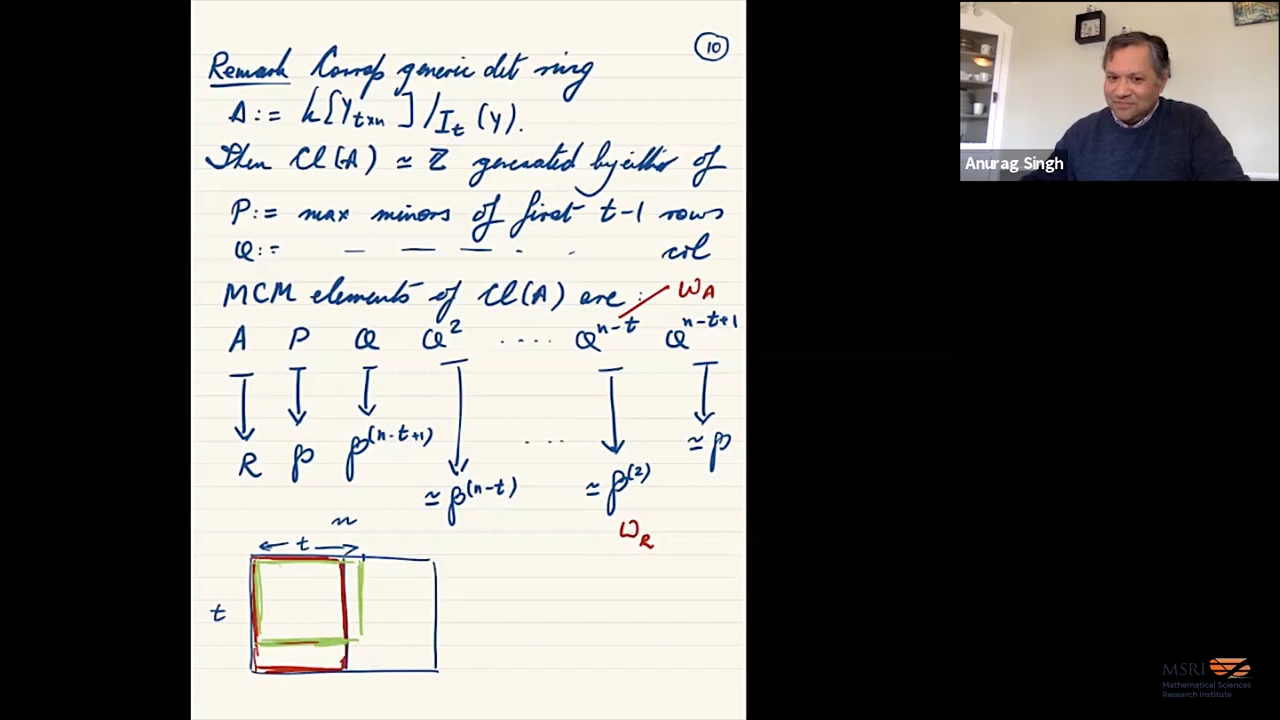 10
Remark Corresp generic det ring
A := k[Y_{t×n}]/I_t(Y).
Then Cl(A) ≃ ℤ generated by either of
P := max minors of first t-1 rows
Q := — — — · · col
MCM elements of Cl(A) are : ω_A
A P Q Q^2 .... Q^{n-t} Q^{n-t+1}
R 𝔭 𝔭^{(n-t+1)} ≃ 𝔭^{(n-t)} .... ≃ 𝔭^{(2)} ≃ 𝔭
ω_R
n
t
t
Anurag Singh
MSRI
Mathematical Sciences
Research Institute